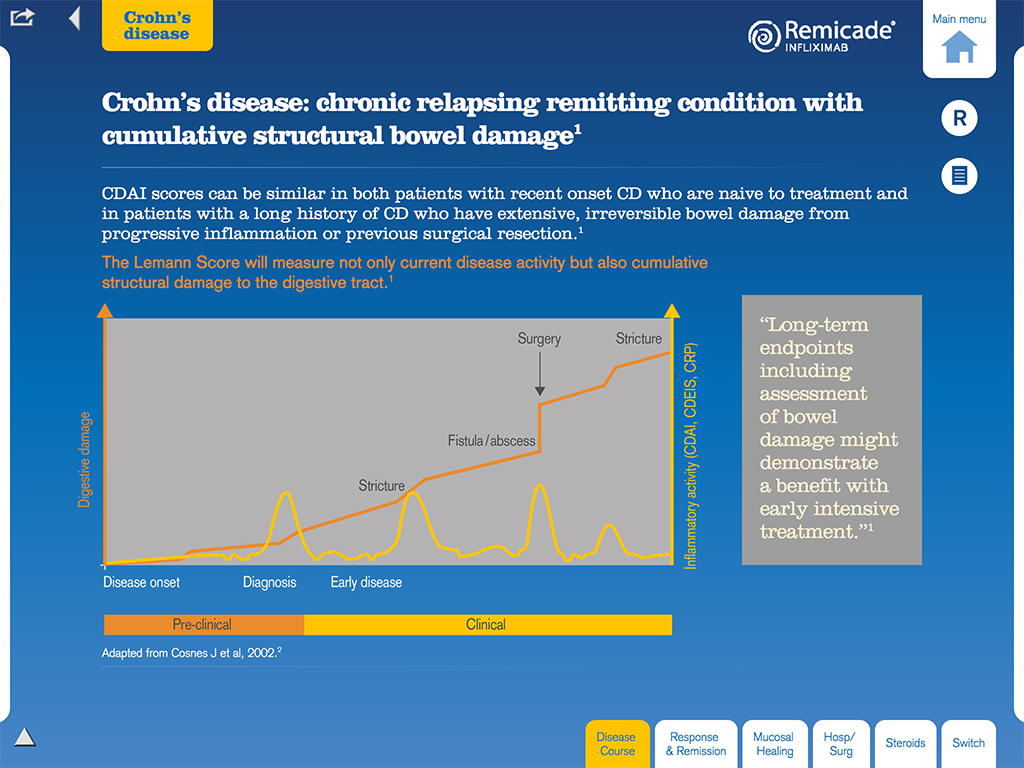 Crohn's
disease
Remicade®
INFLIXIMAB
Main menu
Crohn's disease: chronic relapsing remitting condition with
cumulative structural bowel damage¹
R
CDAI scores can be similar in both patients with recent onset CD who are naive to treatment and
in patients with a long history of CD who have extensive, irreversible bowel damage from
progressive inflammation or previous surgical resection.¹
The Lemann Score will measure not only current disease activity but also cumulative
structural damage to the digestive tract.¹
Digestive damage
Surgery
Stricture
Fistula/abscess
Stricture
Inflammatory activity (CDAI, CDEIS, CRP)
Disease onset
Diagnosis
Early disease
Pre-clinical
Clinical
Adapted from Cosnes J et al, 2002.²
“Long-term
endpoints
including
assessment
of bowel
damage might
demonstrate
a benefit with
early intensive
treatment.”¹
Disease
Course
Response
& Remission
Mucosal
Healing
Hosp/
Surg
Steroids
Switch